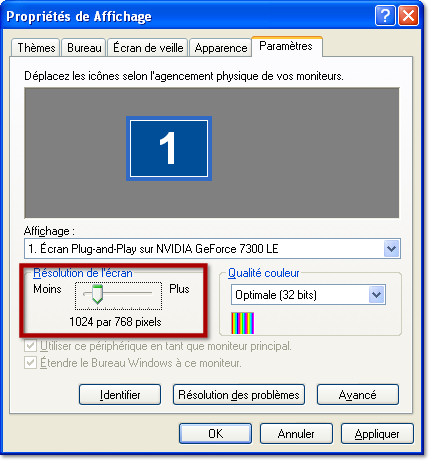 Propriétés de Affichage
Thèmes Bureau Écran de veille Apparence Paramètres
Déplacez les icônes selon l'agencement physique de vos moniteurs.
1
Affichage :
1. Écran Plug-and-Play sur NVIDIA GeForce 7300 LE
Résolution de l'écran
Moins Plus
1024 par 768 pixels
Qualité couleur
Optimale (32 bits)
Utiliser ce périphérique en tant que moniteur principal.
Étendre le Bureau Windows à ce moniteur.
Identifier Résolution des problèmes Avancé
OK Annuler Appliquer